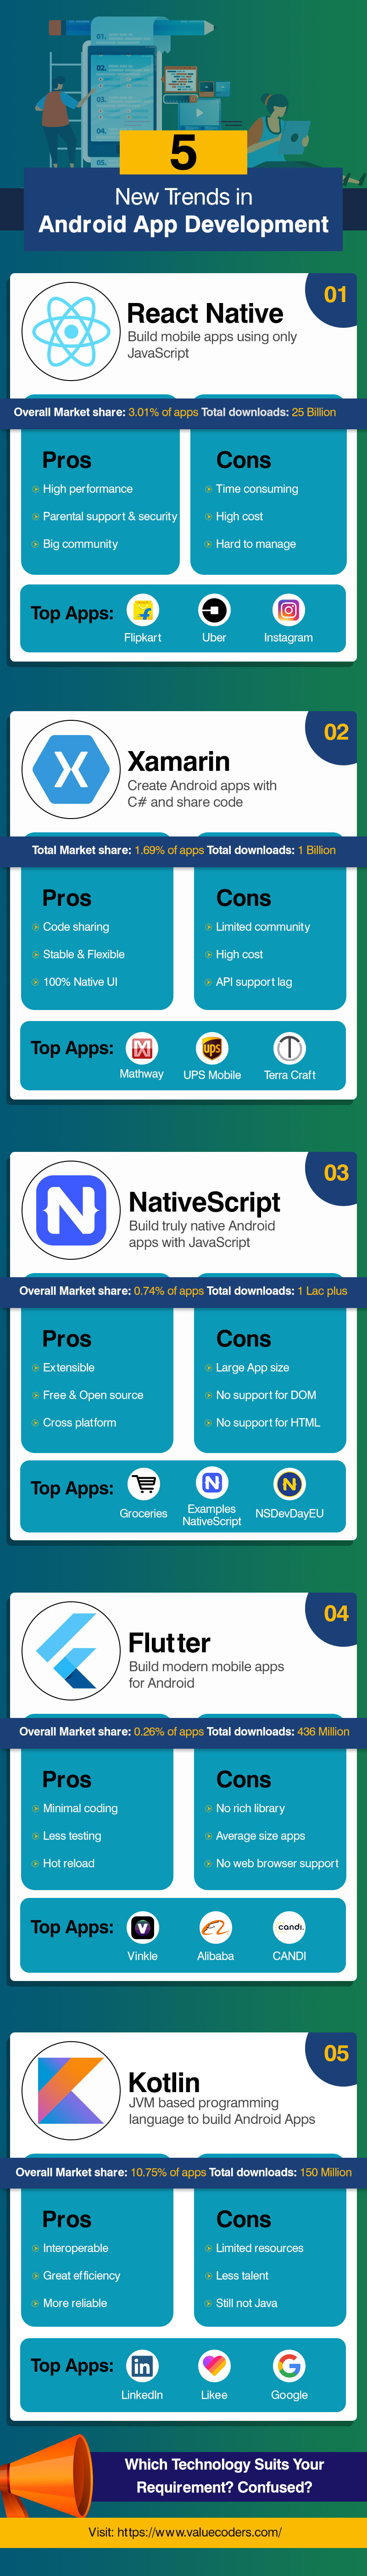 01.
02.
03.
04.
05.
5
New Trends in
Android App Development
01
React Native
Build mobile apps using only
JavaScript
Overall Market share: 3.01% of apps Total downloads: 25 Billion
Pros
High performance
Parental support & security
Big community
Cons
Time consuming
High cost
Hard to manage
Top Apps:
Flipkart
Uber
Instagram
02
Xamarin
Create Android apps with
C# and share code
Total Market share: 1.69% of apps Total downloads: 1 Billion
Pros
Code sharing
Stable & Flexible
100% Native UI
Cons
Limited community
High cost
API support lag
Top Apps:
Mathway
ups
UPS Mobile
Terra Craft
03
N
NativeScript
Build truly native Android
apps with JavaScript
Overall Market share: 0.74% of apps Total downloads: 1 Lac plus
Pros
Extensible
Free & Open source
Cross platform
Cons
Large App size
No support for DOM
No support for HTML
Top Apps:
Groceries
N
Examples
NativeScript
N
NSDevDayEU
04
Flutter
Build modern mobile apps
for Android
Overall Market share: 0.26% of apps Total downloads: 436 Million
Pros
Minimal coding
Less testing
Hot reload
Cons
No rich library
Average size apps
No web browser support
Top Apps:
V
Vinkle
Alibaba
candi.
CANDI
05
Kotlin
JVM based programming
language to build Android Apps
Overall Market share: 10.75% of apps Total downloads: 150 Million
Pros
Interoperable
Great efficiency
More reliable
Cons
Limited resources
Less talent
Still not Java
Top Apps:
in
LinkedIn
Likee
G
Google
Which Technology Suits Your
Requirement? Confused?
Visit: https://www.valuecoders.com/